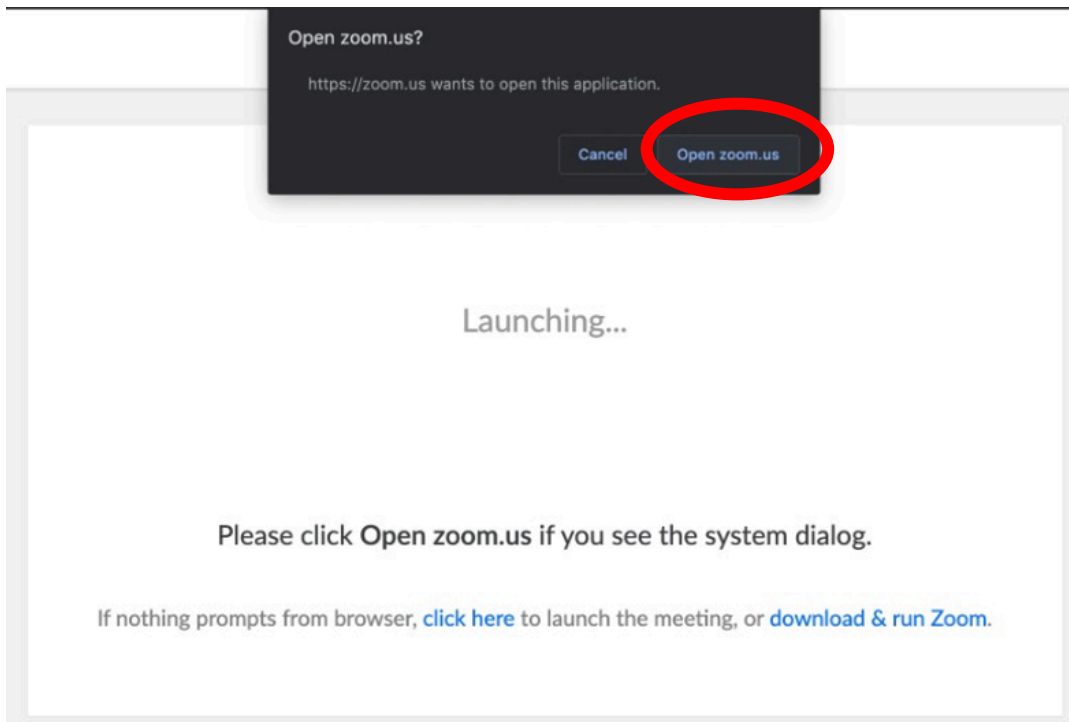 Open zoom.us?
https://zoom.us wants to open this application.
Cancel Open zoom.us
Launching...
Please click Open zoom.us if you see the system dialog.
If nothing prompts from browser, click here to launch the meeting, or download & run Zoom.